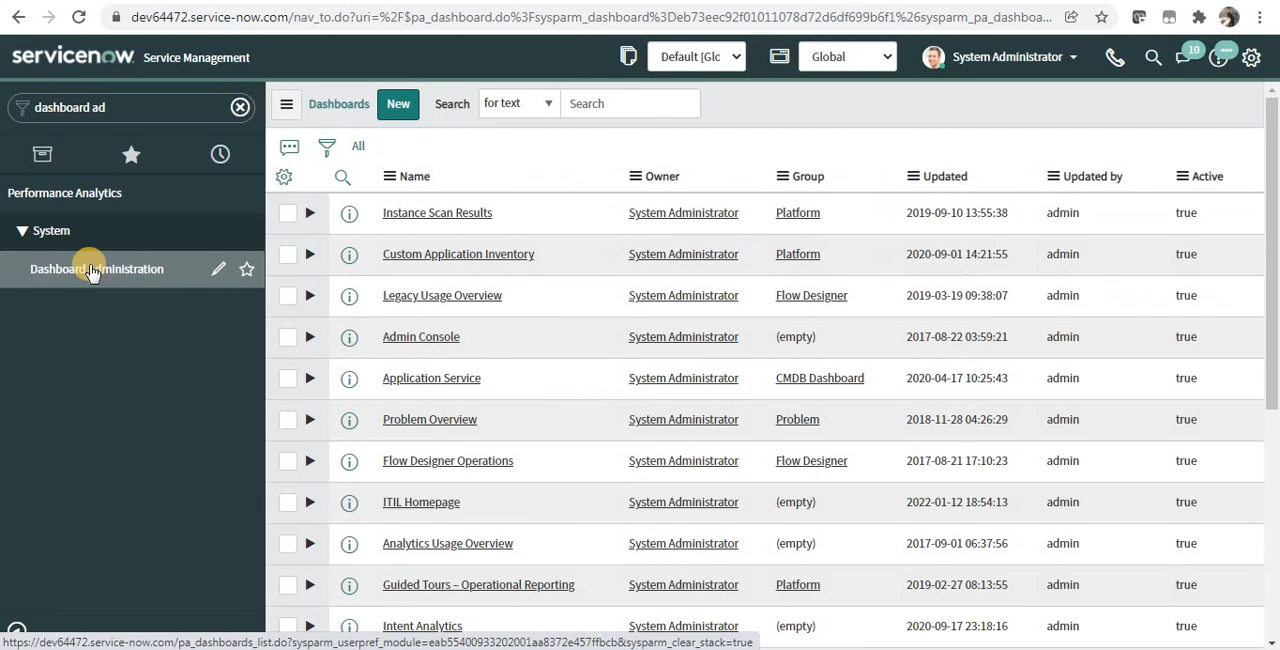 dev64472.service-now.com/nav_to.do?uri=%2F$pa_dashboard.do%3Fsysparm_dashboard%3Deb73eec92f01011078d72d6df699b6f1%26sysparm_pa_dashboa...
servicenow. Service Management
Default [Glc
Global
System Administrator
10
dashboard ad
Dashboards New Search for text Search
All
Performance Analytics
System
Dashboard Administration
Name Owner Group Updated Updated by Active
Instance Scan Results System Administrator Platform 2019-09-10 13:55:38 admin true
Custom Application Inventory System Administrator Platform 2020-09-01 14:21:55 admin true
Legacy Usage Overview System Administrator Flow Designer 2019-03-19 09:38:07 admin true
Admin Console System Administrator (empty) 2017-08-22 03:59:21 admin true
Application Service System Administrator CMDB Dashboard 2020-04-17 10:25:43 admin true
Problem Overview System Administrator Problem 2018-11-28 04:26:29 admin true
Flow Designer Operations System Administrator Flow Designer 2017-08-21 17:10:23 admin true
ITIL Homepage System Administrator (empty) 2022-01-12 18:54:13 admin true
Analytics Usage Overview System Administrator (empty) 2017-09-01 06:37:56 admin true
Guided Tours – Operational Reporting System Administrator Platform 2019-02-27 08:13:55 admin true
Intent Analytics System Administrator (empty) 2020-09-17 23:18:16 admin true
https://dev64472.service-now.com/pa_dashboards_list.do?sysparm_userpref_module=eab55400933202001aa8372e457ffbcb&sysparm_clear_stack=true